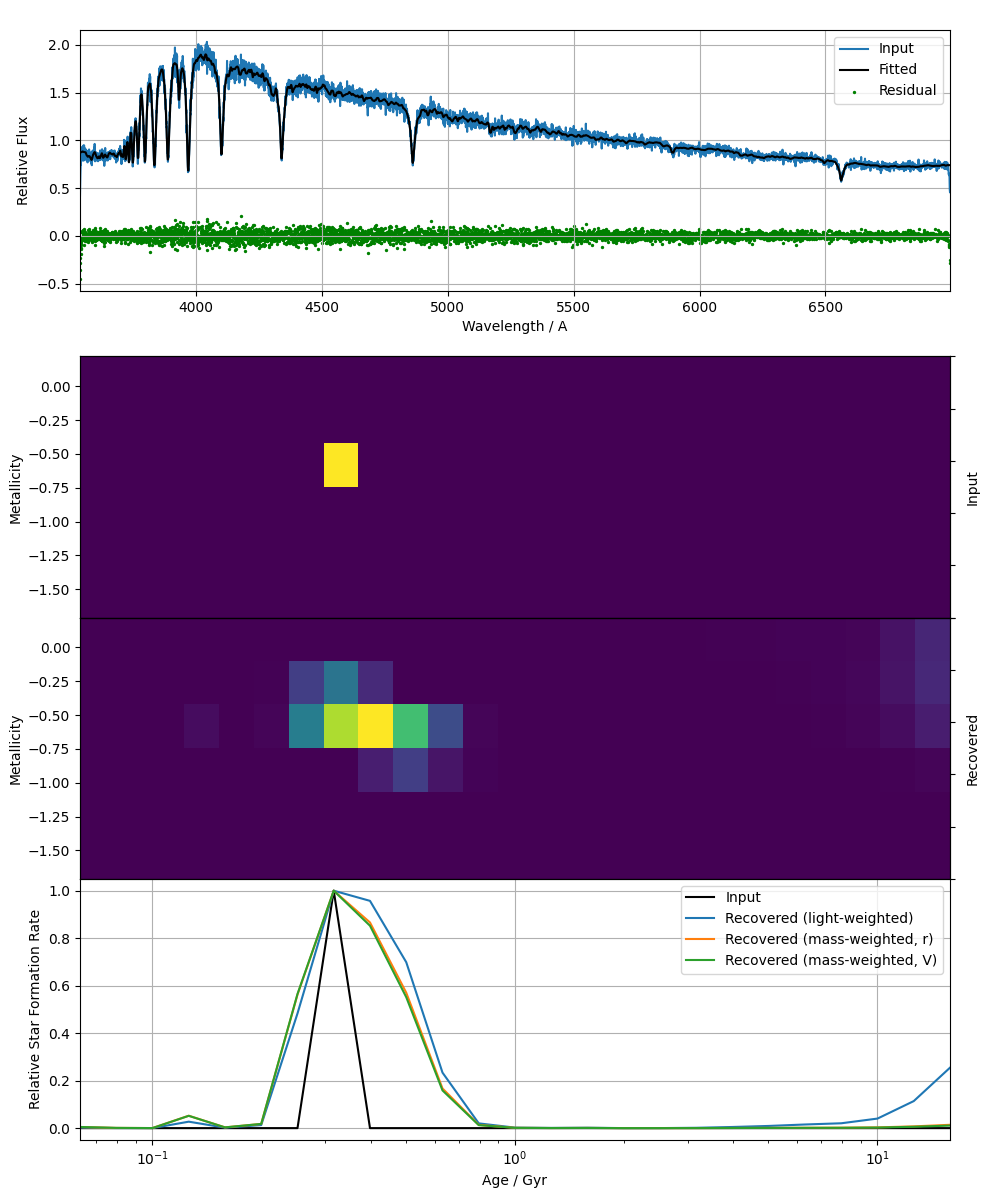 2.0
1.5
1.0
0.5
0.0
−0.5
Relative Flux
Input
Fitted
Residual
4000
4500
5000
5500
6000
6500
Wavelength / A
0.00
−0.25
−0.50
−0.75
−1.00
−1.25
−1.50
Metallicity
Input
0.00
−0.25
−0.50
−0.75
−1.00
−1.25
−1.50
Metallicity
Recovered
1.0
0.8
0.6
0.4
0.2
0.0
Relative Star Formation Rate
Input
Recovered (light-weighted)
Recovered (mass-weighted, r)
Recovered (mass-weighted, V)
10⁻¹
10⁰
10¹
Age / Gyr